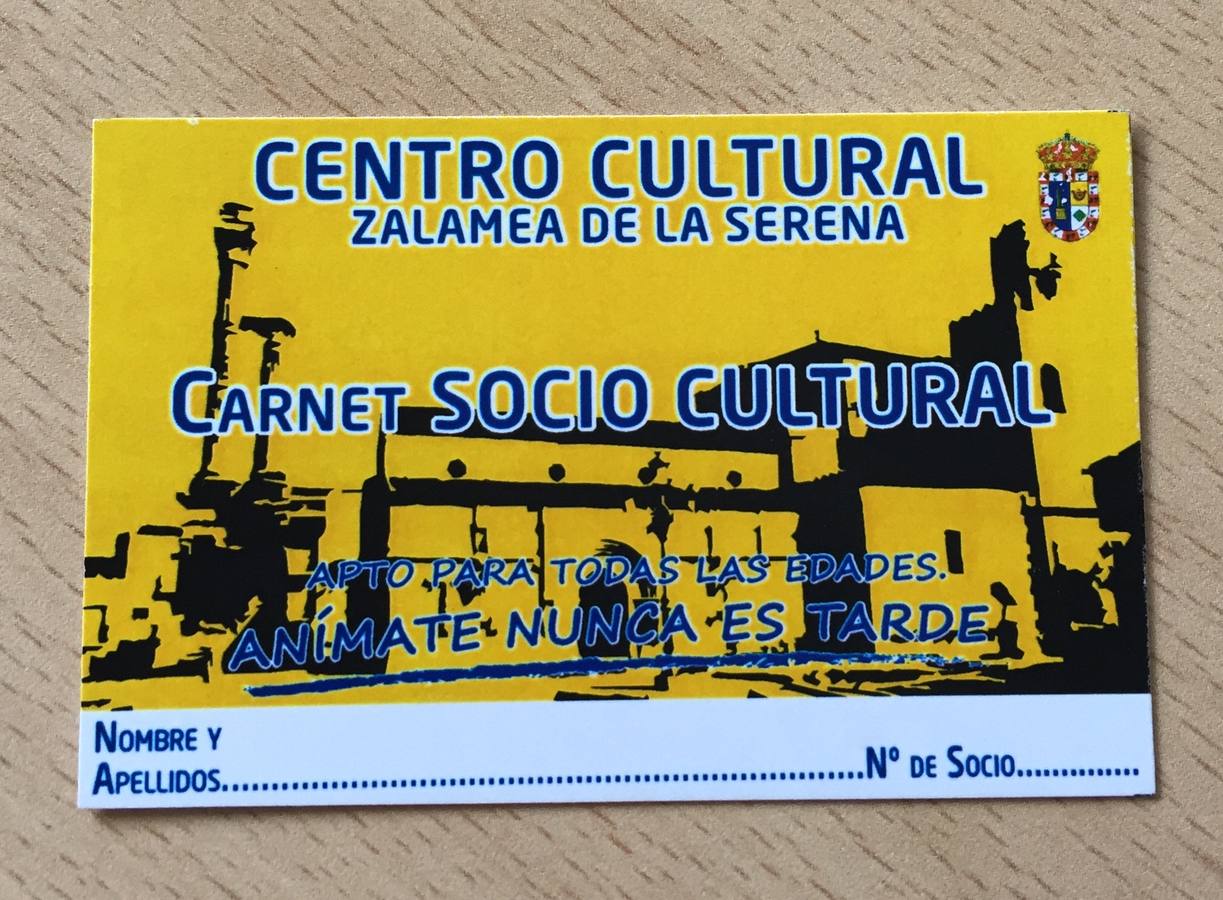 CENTRO CULTURAL
ZALAMEA DE LA SERENA
CARNET SOCIO CULTURAL
APTO PARA TODAS LAS EDADES.
ANÍMATE NUNCA ES TARDE
NOMBRE Y
APELLIDOS................................................................Nº DE SOCIO..............